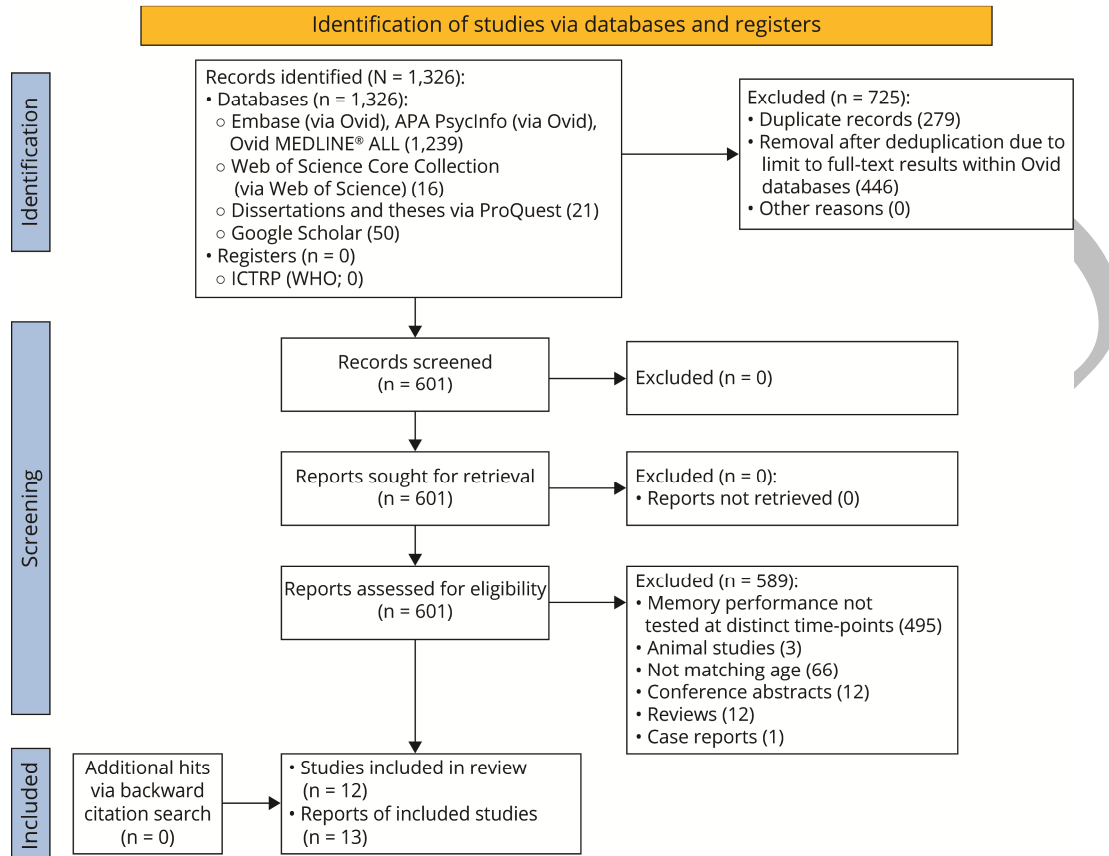 Identification of studies via databases and registers
Identification
Records identified (N = 1,326):
• Databases (n = 1,326):
○ Embase (via Ovid), APA PsycInfo (via Ovid),
Ovid MEDLINE® ALL (1,239)
○ Web of Science Core Collection
(via Web of Science) (16)
○ Dissertations and theses via ProQuest (21)
○ Google Scholar (50)
• Registers (n = 0)
○ ICTRP (WHO; 0)
Excluded (n = 725):
• Duplicate records (279)
• Removal after deduplication due to
limit to full-text results within Ovid
databases (446)
• Other reasons (0)
Screening
Records screened
(n = 601)
Excluded (n = 0)
Reports sought for retrieval
(n = 601)
Excluded (n = 0):
• Reports not retrieved (0)
Reports assessed for eligibility
(n = 601)
Excluded (n = 589):
• Memory performance not
tested at distinct time-points (495)
• Animal studies (3)
• Not matching age (66)
• Conference abstracts (12)
• Reviews (12)
• Case reports (1)
Included
Additional hits
via backward
citation search
(n = 0)
• Studies included in review
(n = 12)
• Reports of included studies
(n = 13)